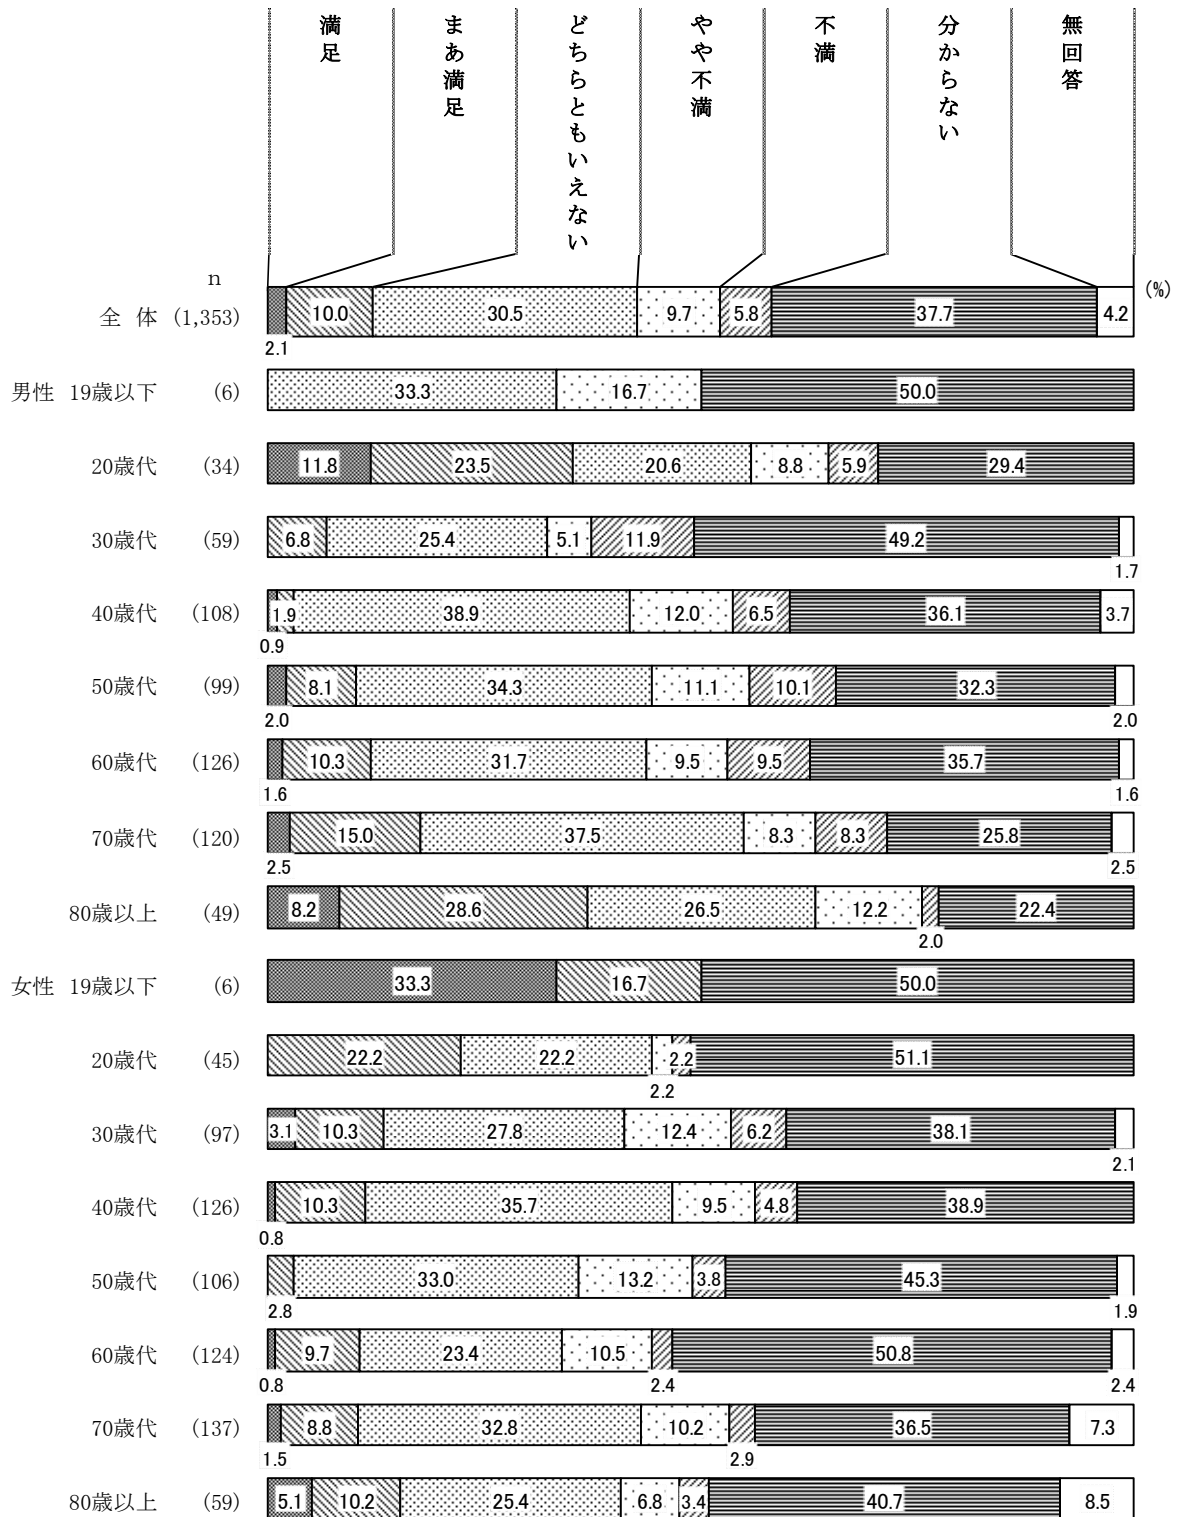 満足
まあ満足
どちらともいえない
やや不満
不満
分からない
無回答
n
(%)
全 体 (1,353) 10.0 30.5 9.7 5.8 37.7 4.2
2.1
男性 19歳以下 (6) 33.3 16.7 50.0
20歳代 (34) 11.8 23.5 20.6 8.8 5.9 29.4
30歳代 (59) 6.8 25.4 5.1 11.9 49.2
1.7
40歳代 (108) 1.9 38.9 12.0 6.5 36.1 3.7
0.9
50歳代 (99) 8.1 34.3 11.1 10.1 32.3
2.0 2.0
60歳代 (126) 10.3 31.7 9.5 9.5 35.7
1.6 1.6
70歳代 (120) 15.0 37.5 8.3 8.3 25.8
2.5 2.5
80歳以上 (49) 8.2 28.6 26.5 12.2 22.4
2.0
女性 19歳以下 (6) 33.3 16.7 50.0
20歳代 (45) 22.2 22.2 2.2 51.1
2.2
30歳代 (97) 3.1 10.3 27.8 12.4 6.2 38.1
2.1
40歳代 (126) 10.3 35.7 9.5 4.8 38.9
0.8
50歳代 (106) 33.0 13.2 3.8 45.3
2.8 1.9
60歳代 (124) 9.7 23.4 10.5 50.8
0.8 2.4 2.4
70歳代 (137) 8.8 32.8 10.2 36.5 7.3
1.5 2.9
80歳以上 (59) 5.1 10.2 25.4 6.8 3.4 40.7 8.5